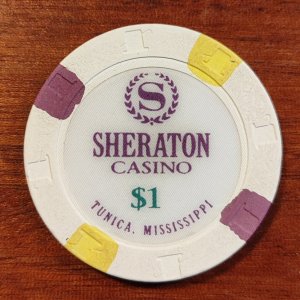 S
SHERATON
CASINO
$1
TUNICA, MISSISSIPPI